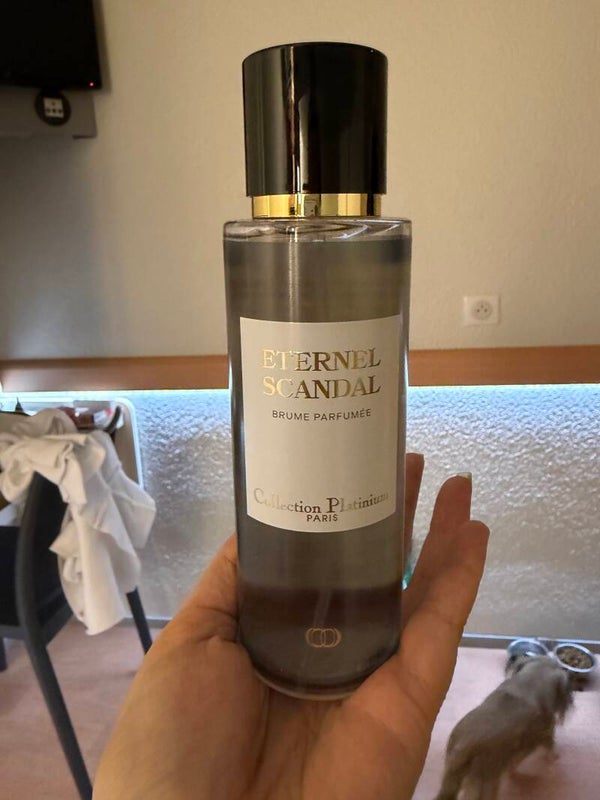 ETERNEL
SCANDAL
BRUME PARFUMÉE
Collection Platinium
PARIS